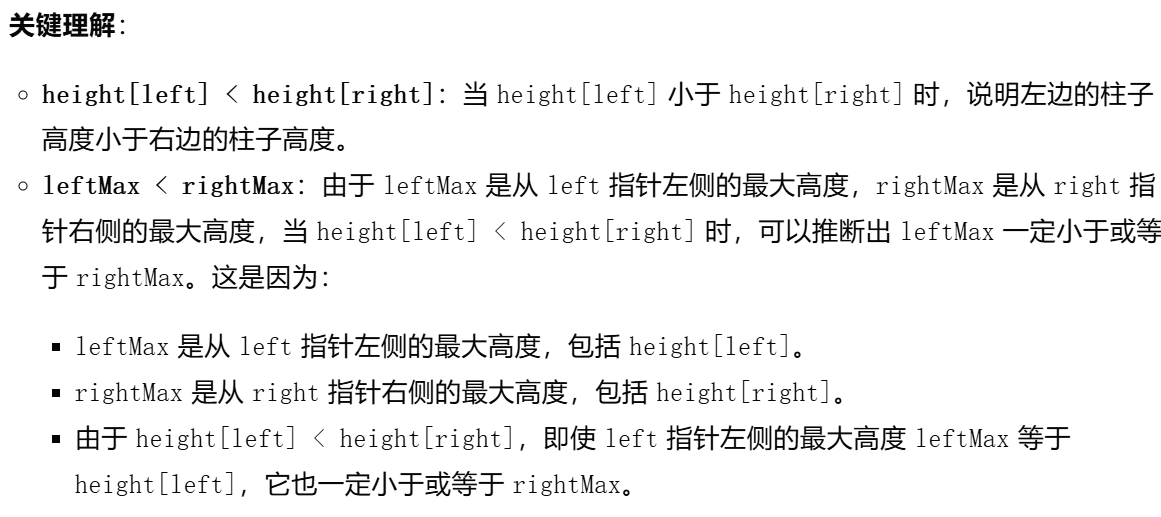 关键理解：
height[left] < height[right]：当 height[left] 小于 height[right] 时，说明左边的柱子
高度小于右边的柱子高度。
leftMax < rightMax：由于 leftMax 是从 left 指针左侧的最大高度，rightMax 是从 right 指
针右侧的最大高度，当 height[left] < height[right] 时，可以推断出 leftMax 一定小于或等
于 rightMax。这是因为：
leftMax 是从 left 指针左侧的最大高度，包括 height[left]。
rightMax 是从 right 指针右侧的最大高度，包括 height[right]。
由于 height[left] < height[right]，即使 left 指针左侧的最大高度 leftMax 等于
height[left]，它也一定小于或等于 rightMax。